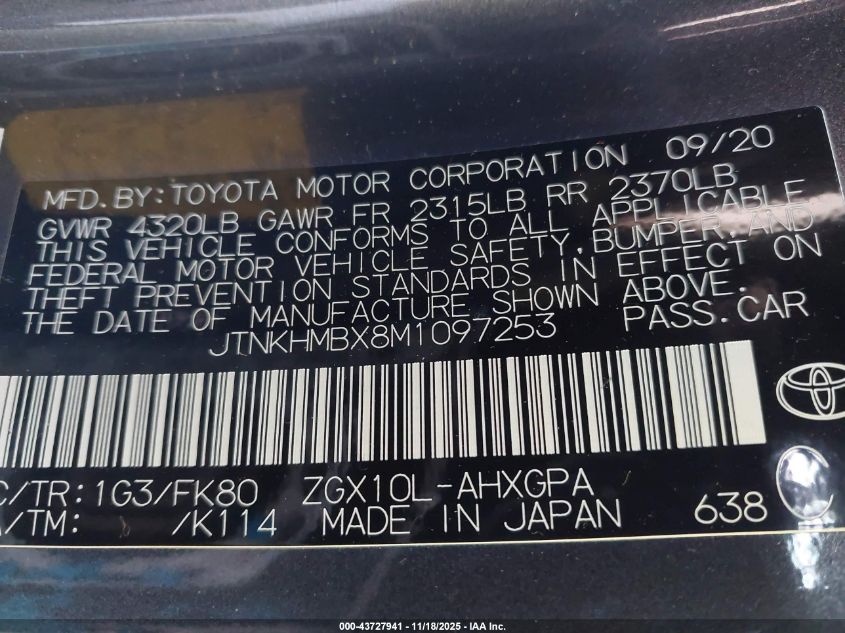 MFD. BY: TOYOTA MOTOR CORPORATION 09/20
GVWR 4320LB GAWR FR 2315LB RR 2370LB
THIS VEHICLE CONFORMS TO ALL APPLICABLE
FEDERAL MOTOR VEHICLE SAFETY, BUMPER, AND
THEFT PREVENTION STANDARDS IN EFFECT ON
THE DATE OF MANUFACTURE SHOWN ABOVE.
JTNKHMBX8M1097253 PASS. CAR
C/TR: 1G3/FK80 ZGX10L-AHXGPA
A/TM: /K114 MADE IN JAPAN 638
000-43727941 - 11/18/2025 - IAA Inc.